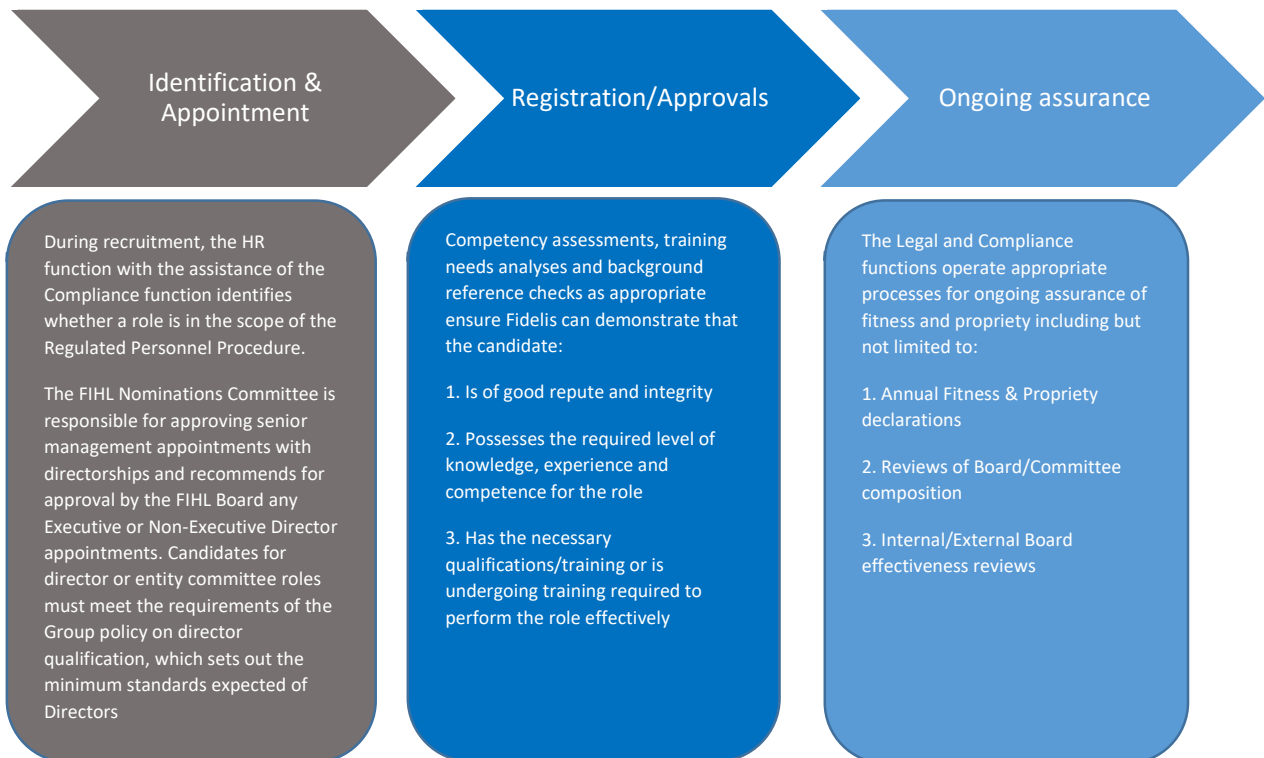 Identification &
Appointment
Registration/Approvals
Ongoing assurance
During recruitment, the HR
function with the assistance of the
Compliance function identifies
whether a role is in the scope of the
Regulated Personnel Procedure.
The FIHL Nominations Committee is
responsible for approving senior
management appointments with
directorships and recommends for
approval by the FIHL Board any
Executive or Non-Executive Director
appointments. Candidates for
director or entity committee roles
must meet the requirements of the
Group policy on director
qualification, which sets out the
minimum standards expected of
Directors
Competency assessments, training
needs analyses and background
reference checks as appropriate
ensure Fidelis can demonstrate that
the candidate:
1. Is of good repute and integrity
2. Possesses the required level of
knowledge, experience and
competence for the role
3. Has the necessary
qualifications/training or is
undergoing training required to
perform the role effectively
The Legal and Compliance
functions operate appropriate
processes for ongoing assurance of
fitness and propriety including but
not limited to:
1. Annual Fitness & Propriety
declarations
2. Reviews of Board/Committee
composition
3. Internal/External Board
effectiveness reviews